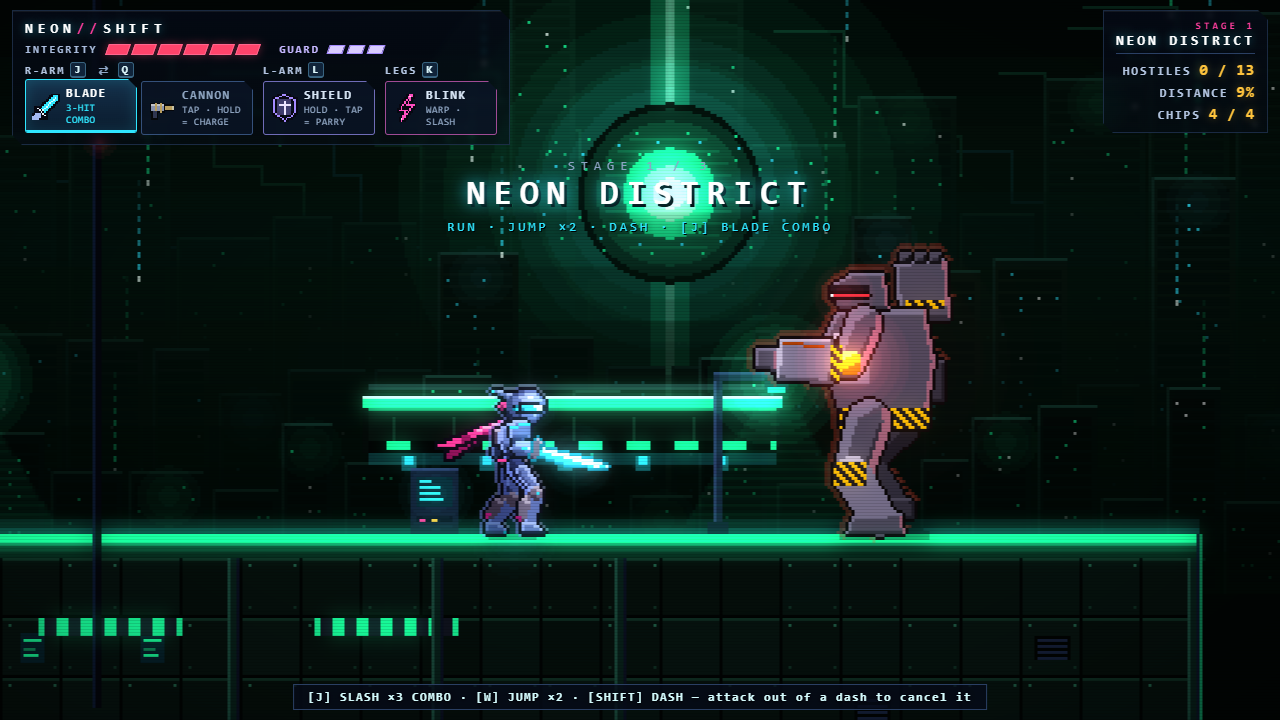 NEON//SHIFT
INTEGRITY GUARD
R-ARM J ⇄ Q L-ARM L LEGS K
BLADE
3-HIT
COMBO
CANNON
TAP · HOLD
= CHARGE
SHIELD
HOLD · TAP
= PARRY
BLINK
WARP ·
SLASH
STAGE 1
NEON DISTRICT
HOSTILES 0 / 13
DISTANCE 9%
CHIPS 4 / 4
STAGE 1 /
NEON DISTRICT
RUN · JUMP ×2 · DASH · [J] BLADE COMBO
[J] SLASH ×3 COMBO · [W] JUMP ×2 · [SHIFT] DASH — attack out of a dash to cancel it